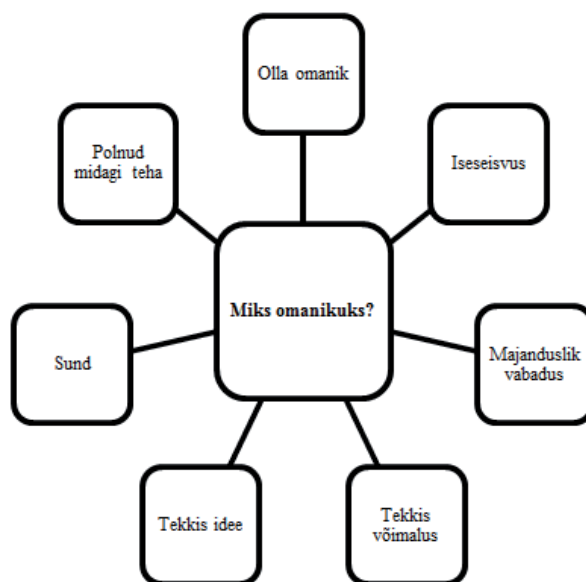 Olla omanik
Polnud
midagi teha
Iseseisvus
Miks omanikuks?
Sund
Majanduslik
vabadus
Tekkis idee
Tekkis
võimalus